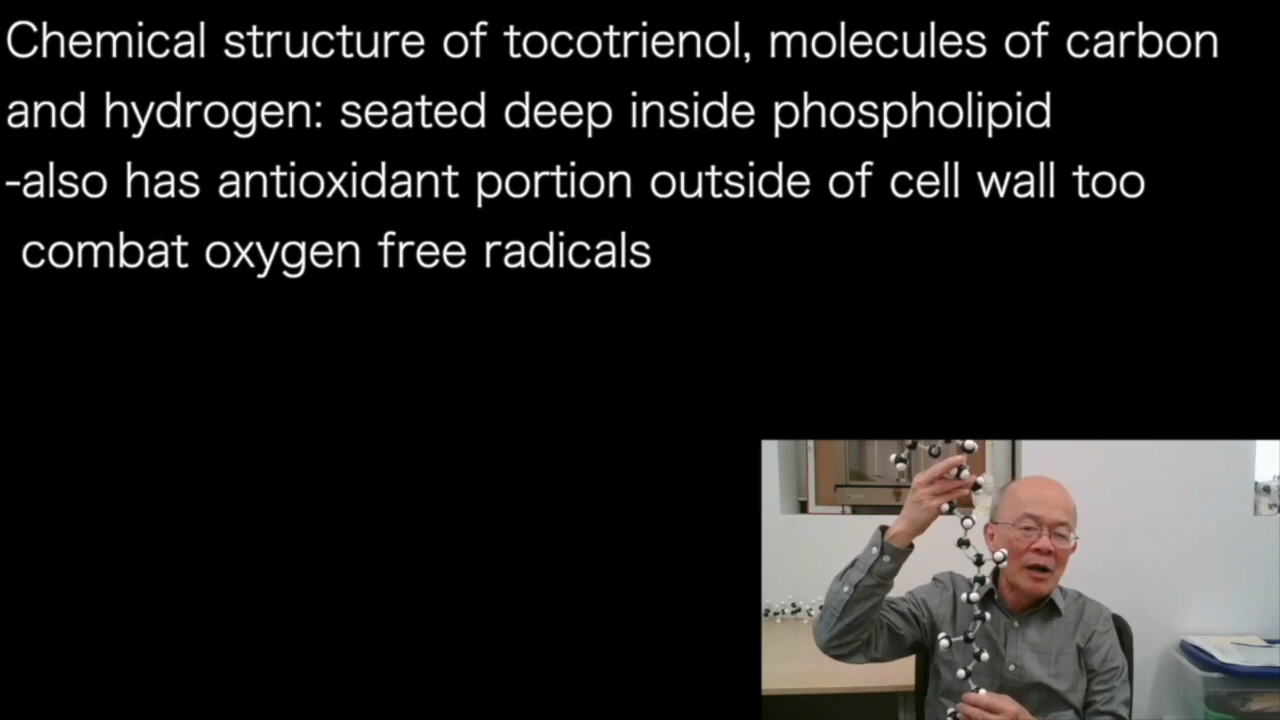 Chemical structure of tocotrienol, molecules of carbon
and hydrogen: seated deep inside phospholipid
-also has antioxidant portion outside of cell wall too
combat oxygen free radicals